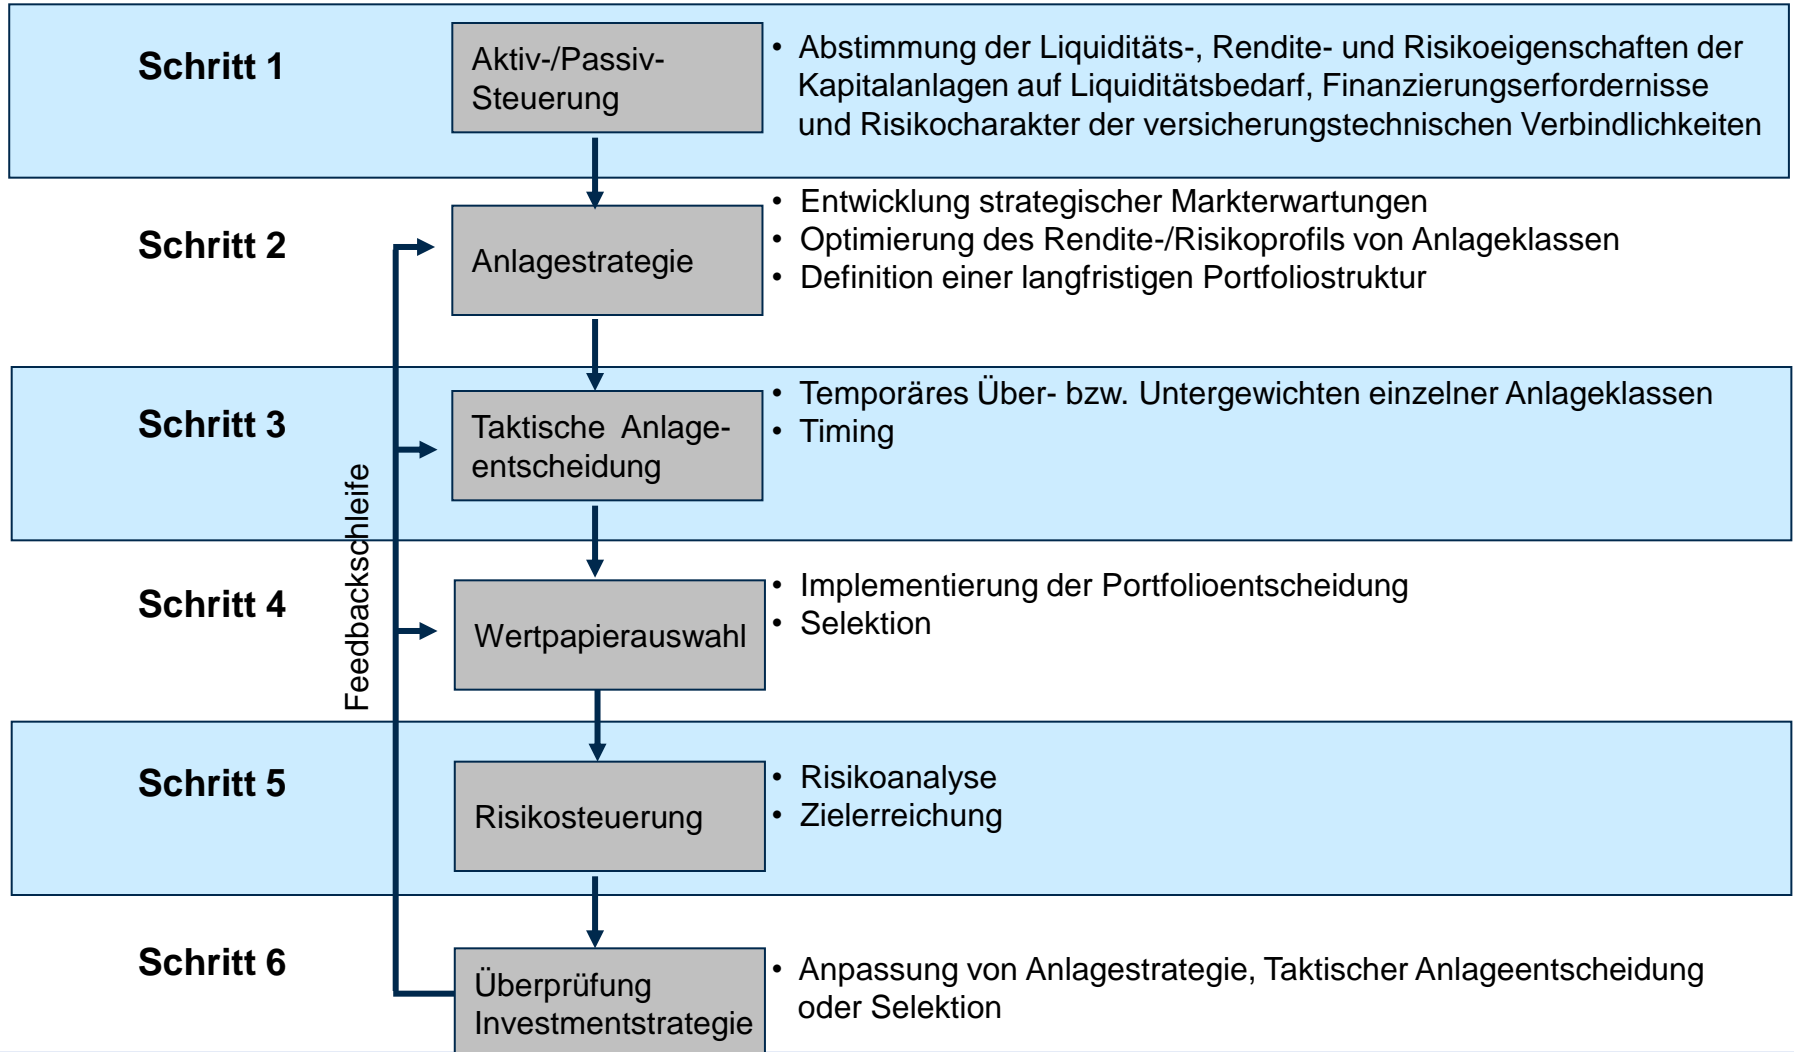 Schritt 1
Aktiv-/Passiv-
Steuerung
• Abstimmung der Liquiditäts-, Rendite- und Risikoeigenschaften der
Kapitalanlagen auf Liquiditätsbedarf, Finanzierungserfordernisse
und Risikocharakter der versicherungstechnischen Verbindlichkeiten
Schritt 2
Anlagestrategie
• Entwicklung strategischer Markterwartungen
• Optimierung des Rendite-/Risikoprofils von Anlageklassen
• Definition einer langfristigen Portfoliostruktur
Schritt 3
Taktische Anlage-
entscheidung
• Temporäres Über- bzw. Untergewichten einzelner Anlageklassen
• Timing
Feedbackschleife
Schritt 4
Wertpapierauswahl
• Implementierung der Portfolioentscheidung
• Selektion
Schritt 5
Risikosteuerung
• Risikoanalyse
• Zielerreichung
Schritt 6
Überprüfung
Investmentstrategie
• Anpassung von Anlagestrategie, Taktischer Anlageentscheidung
oder Selektion